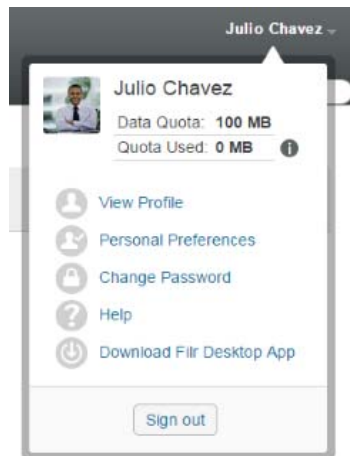 Julio Chavez
Julio Chavez
Data Quota: 100 MB
Quota Used: 0 MB
View Profile
Personal Preferences
Change Password
Help
Download Filr Desktop App
Sign out